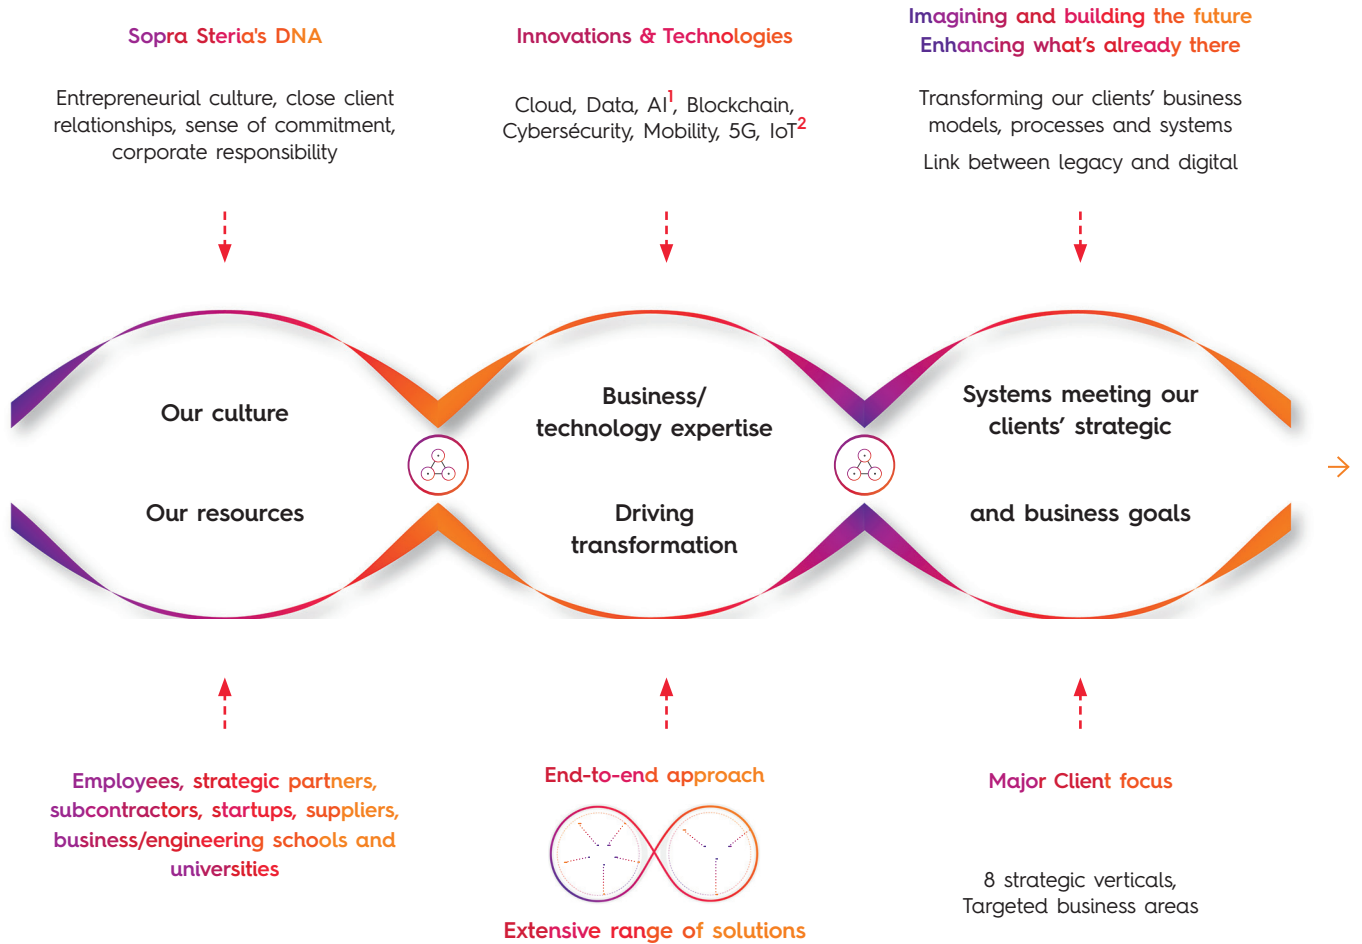 Sopra Steria's DNA
Entrepreneurial culture, close client
relationships, sense of commitment,
corporate responsibility
Innovations & Technologies
Cloud, Data, AI¹, Blockchain,
Cybersécurity, Mobility, 5G, IoT²
Imagining and building the future
Enhancing what’s already there
Transforming our clients’ business
models, processes and systems
Link between legacy and digital
Our culture
Our resources
Business/
technology expertise
Driving
transformation
Systems meeting our
clients’ strategic
and business goals
Employees, strategic partners,
subcontractors, startups, suppliers,
business/engineering schools and
universities
End-to-end approach
Extensive range of solutions
Major Client focus
8 strategic verticals,
Targeted business areas